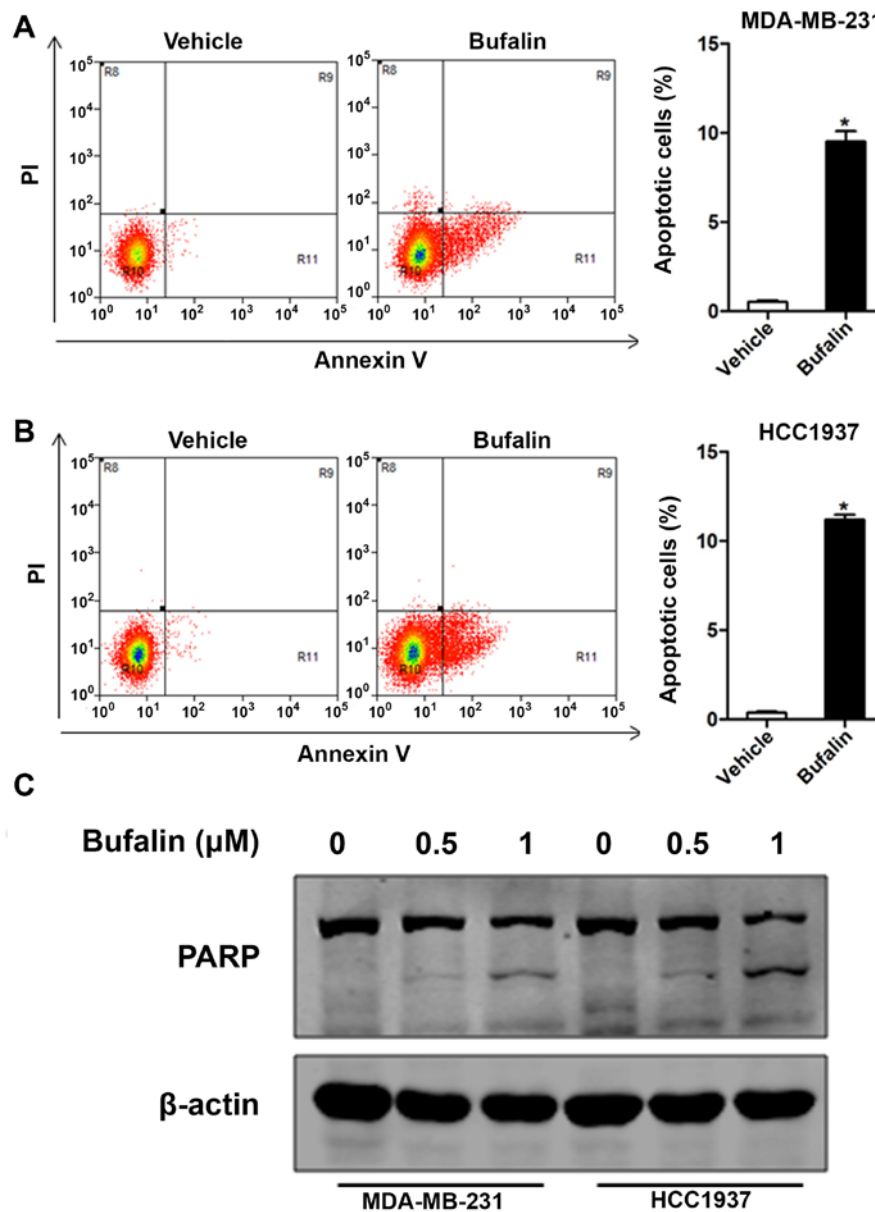 A
Vehicle
Bufalin
MDA-MB-231
PI
10⁵
10⁴
10³
10²
10¹
10⁰
R8
R9
R10
R11
10⁰ 10¹ 10² 10³ 10⁴ 10⁵
10⁵
10⁴
10³
10²
10¹
10⁰
R8
R9
R10
R11
10⁰ 10¹ 10² 10³ 10⁴ 10⁵
Annexin V
Apoptotic cells (%)
15
10
5
0
*
Vehicle
Bufalin
B
Vehicle
Bufalin
HCC1937
PI
10⁵
10⁴
10³
10²
10¹
10⁰
R8
R9
R10
R11
10⁰ 10¹ 10² 10³ 10⁴ 10⁵
10⁵
10⁴
10³
10²
10¹
10⁰
R8
R9
R10
R11
10⁰ 10¹ 10² 10³ 10⁴ 10⁵
Annexin V
Apoptotic cells (%)
15
10
5
0
*
Vehicle
Bufalin
C
Bufalin (μM) 0 0.5 1 0 0.5 1
PARP
β-actin
MDA-MB-231 HCC1937